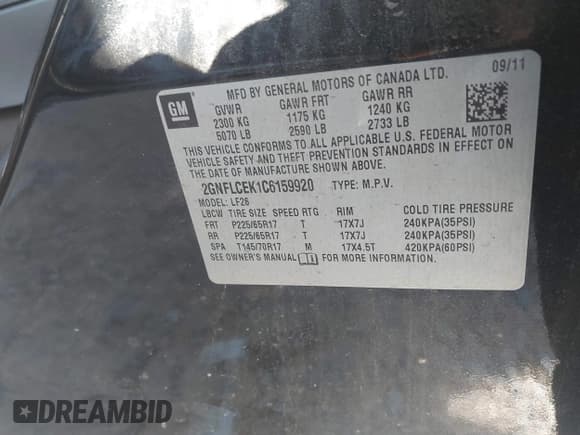 GM
MFD BY GENERAL MOTORS OF CANADA LTD. 09/11
GVWR GAWR FRT GAWR RR
2300 KG 1175 KG 1240 KG
5070 LB 2590 LB 2733 LB
THIS VEHICLE CONFORMS TO ALL APPLICABLE U.S. FEDERAL MOTOR
VEHICLE SAFETY AND THEFT PREVENTION STANDARDS IN EFFECT ON
THE DATE OF MANUFACTURE SHOWN ABOVE.
2GNFLCEK1C6159920 TYPE: M.P.V.
MODEL: LF26
LBCW TIRE SIZE SPEED RTG RIM COLD TIRE PRESSURE
FRT P225/65R17 T 17X7J 240KPA(35PSI)
RR P225/65R17 T 17X7J 240KPA(35PSI)
SPA T145/70R17 M 17X4.5T 420KPA(60PSI)
SEE OWNER'S MANUAL FOR MORE INFORMATION.
DREAMBID